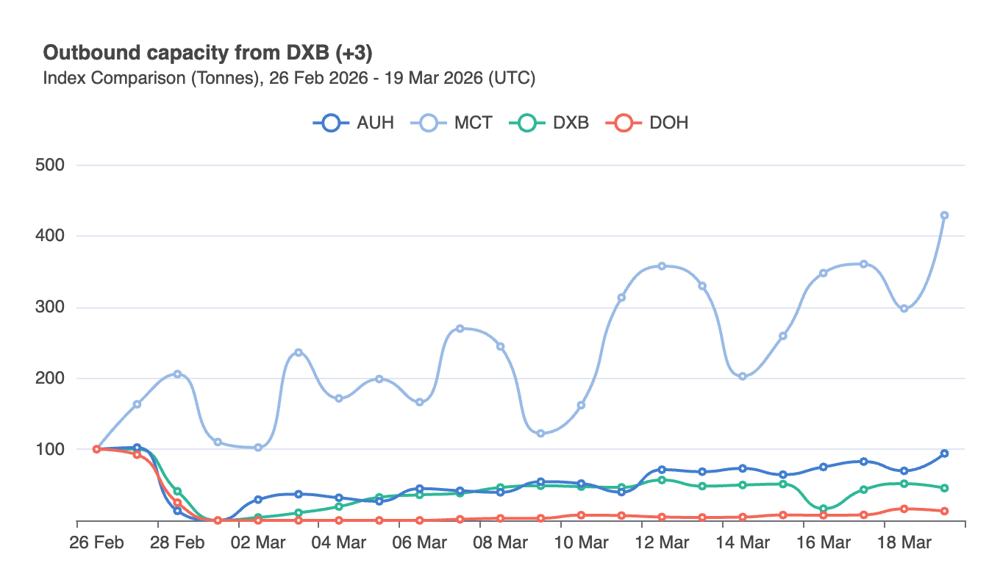 Outbound capacity from DXB (+3)
Index Comparison (Tonnes), 26 Feb 2026 - 19 Mar 2026 (UTC)
AUH MCT DXB DOH
500
400
300
200
100
26 Feb 28 Feb 02 Mar 04 Mar 06 Mar 08 Mar 10 Mar 12 Mar 14 Mar 16 Mar 18 Mar